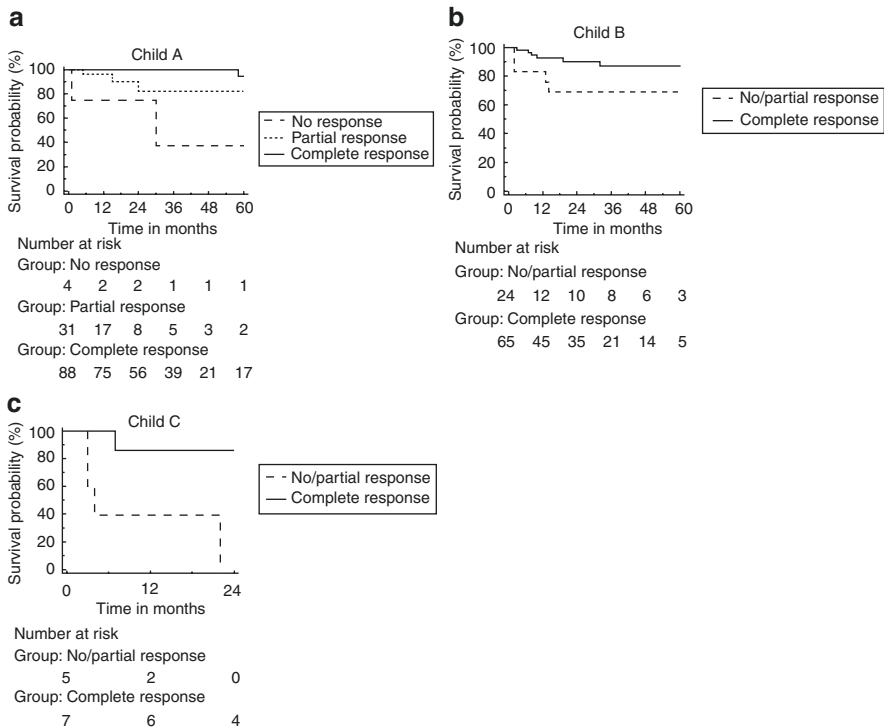 a
Child A
Survival probability (%)
100
80
60
40
20
0
0 12 24 36 48 60
Time in months
No response
Partial response
Complete response
Number at risk
Group: No response
4 2 2 1 1 1
Group: Partial response
31 17 8 5 3 2
Group: Complete response
88 75 56 39 21 17
b
Child B
Survival probability (%)
100
80
60
40
20
0
0 12 24 36 48 60
Time in months
No/partial response
Complete response
Number at risk
Group: No/partial response
24 12 10 8 6 3
Group: Complete response
65 45 35 21 14 5
c
Child C
Survival probability (%)
100
80
60
40
20
0
0 12 24
Time in months
No/partial response
Complete response
Number at risk
Group: No/partial response
5 2 0
Group: Complete response
7 6 4